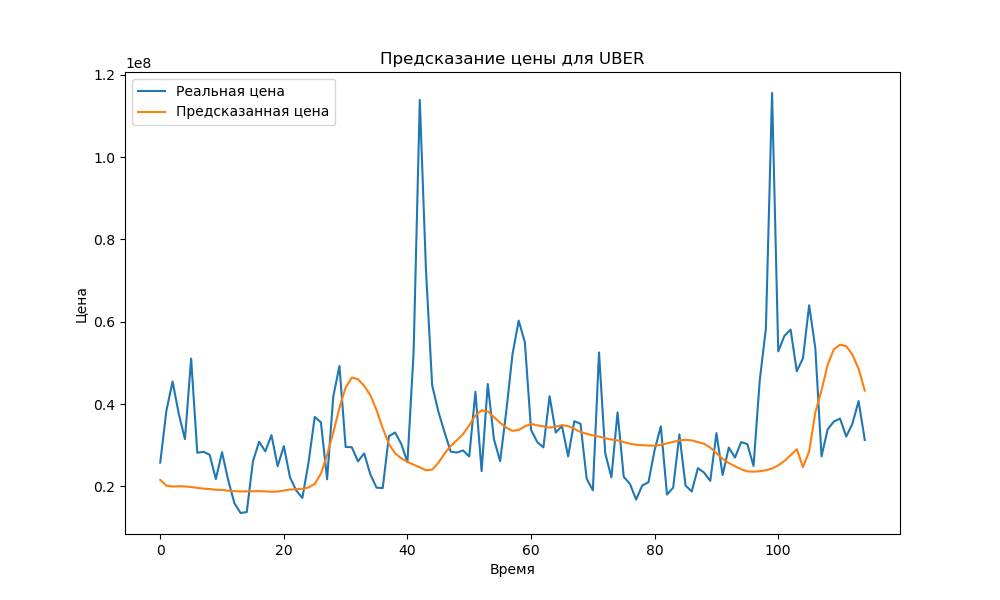 Предсказание цены для UBER
1e8
Реальная цена
Предсказанная цена
1.2
1.0
0.8
0.6
0.4
0.2
Цена
0 20 40 60 80 100
Время